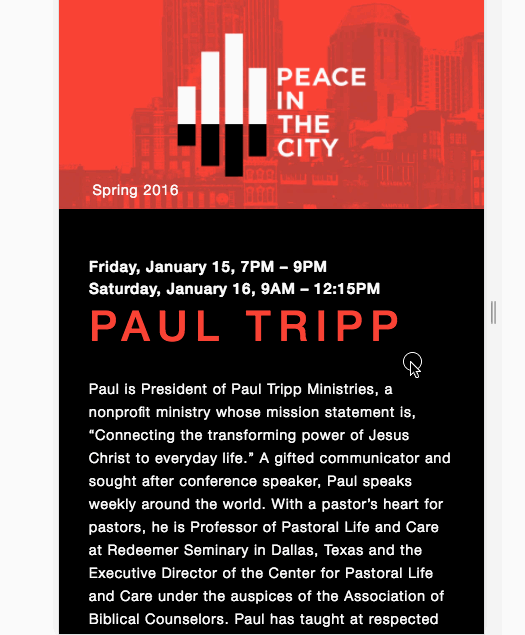 PEACE
IN
THE
CITY
Spring 2016
Friday, January 15, 7PM – 9PM
Saturday, January 16, 9AM – 12:15PM
PAUL TRIPP
Paul is President of Paul Tripp Ministries, a
nonprofit ministry whose mission statement is,
“Connecting the transforming power of Jesus
Christ to everyday life.” A gifted communicator and
sought after conference speaker, Paul speaks
weekly around the world. With a pastor’s heart for
pastors, he is Professor of Pastoral Life and Care
at Redeemer Seminary in Dallas, Texas and the
Executive Director of the Center for Pastoral Life
and Care under the auspices of the Association of
Biblical Counselors. Paul has taught at respected